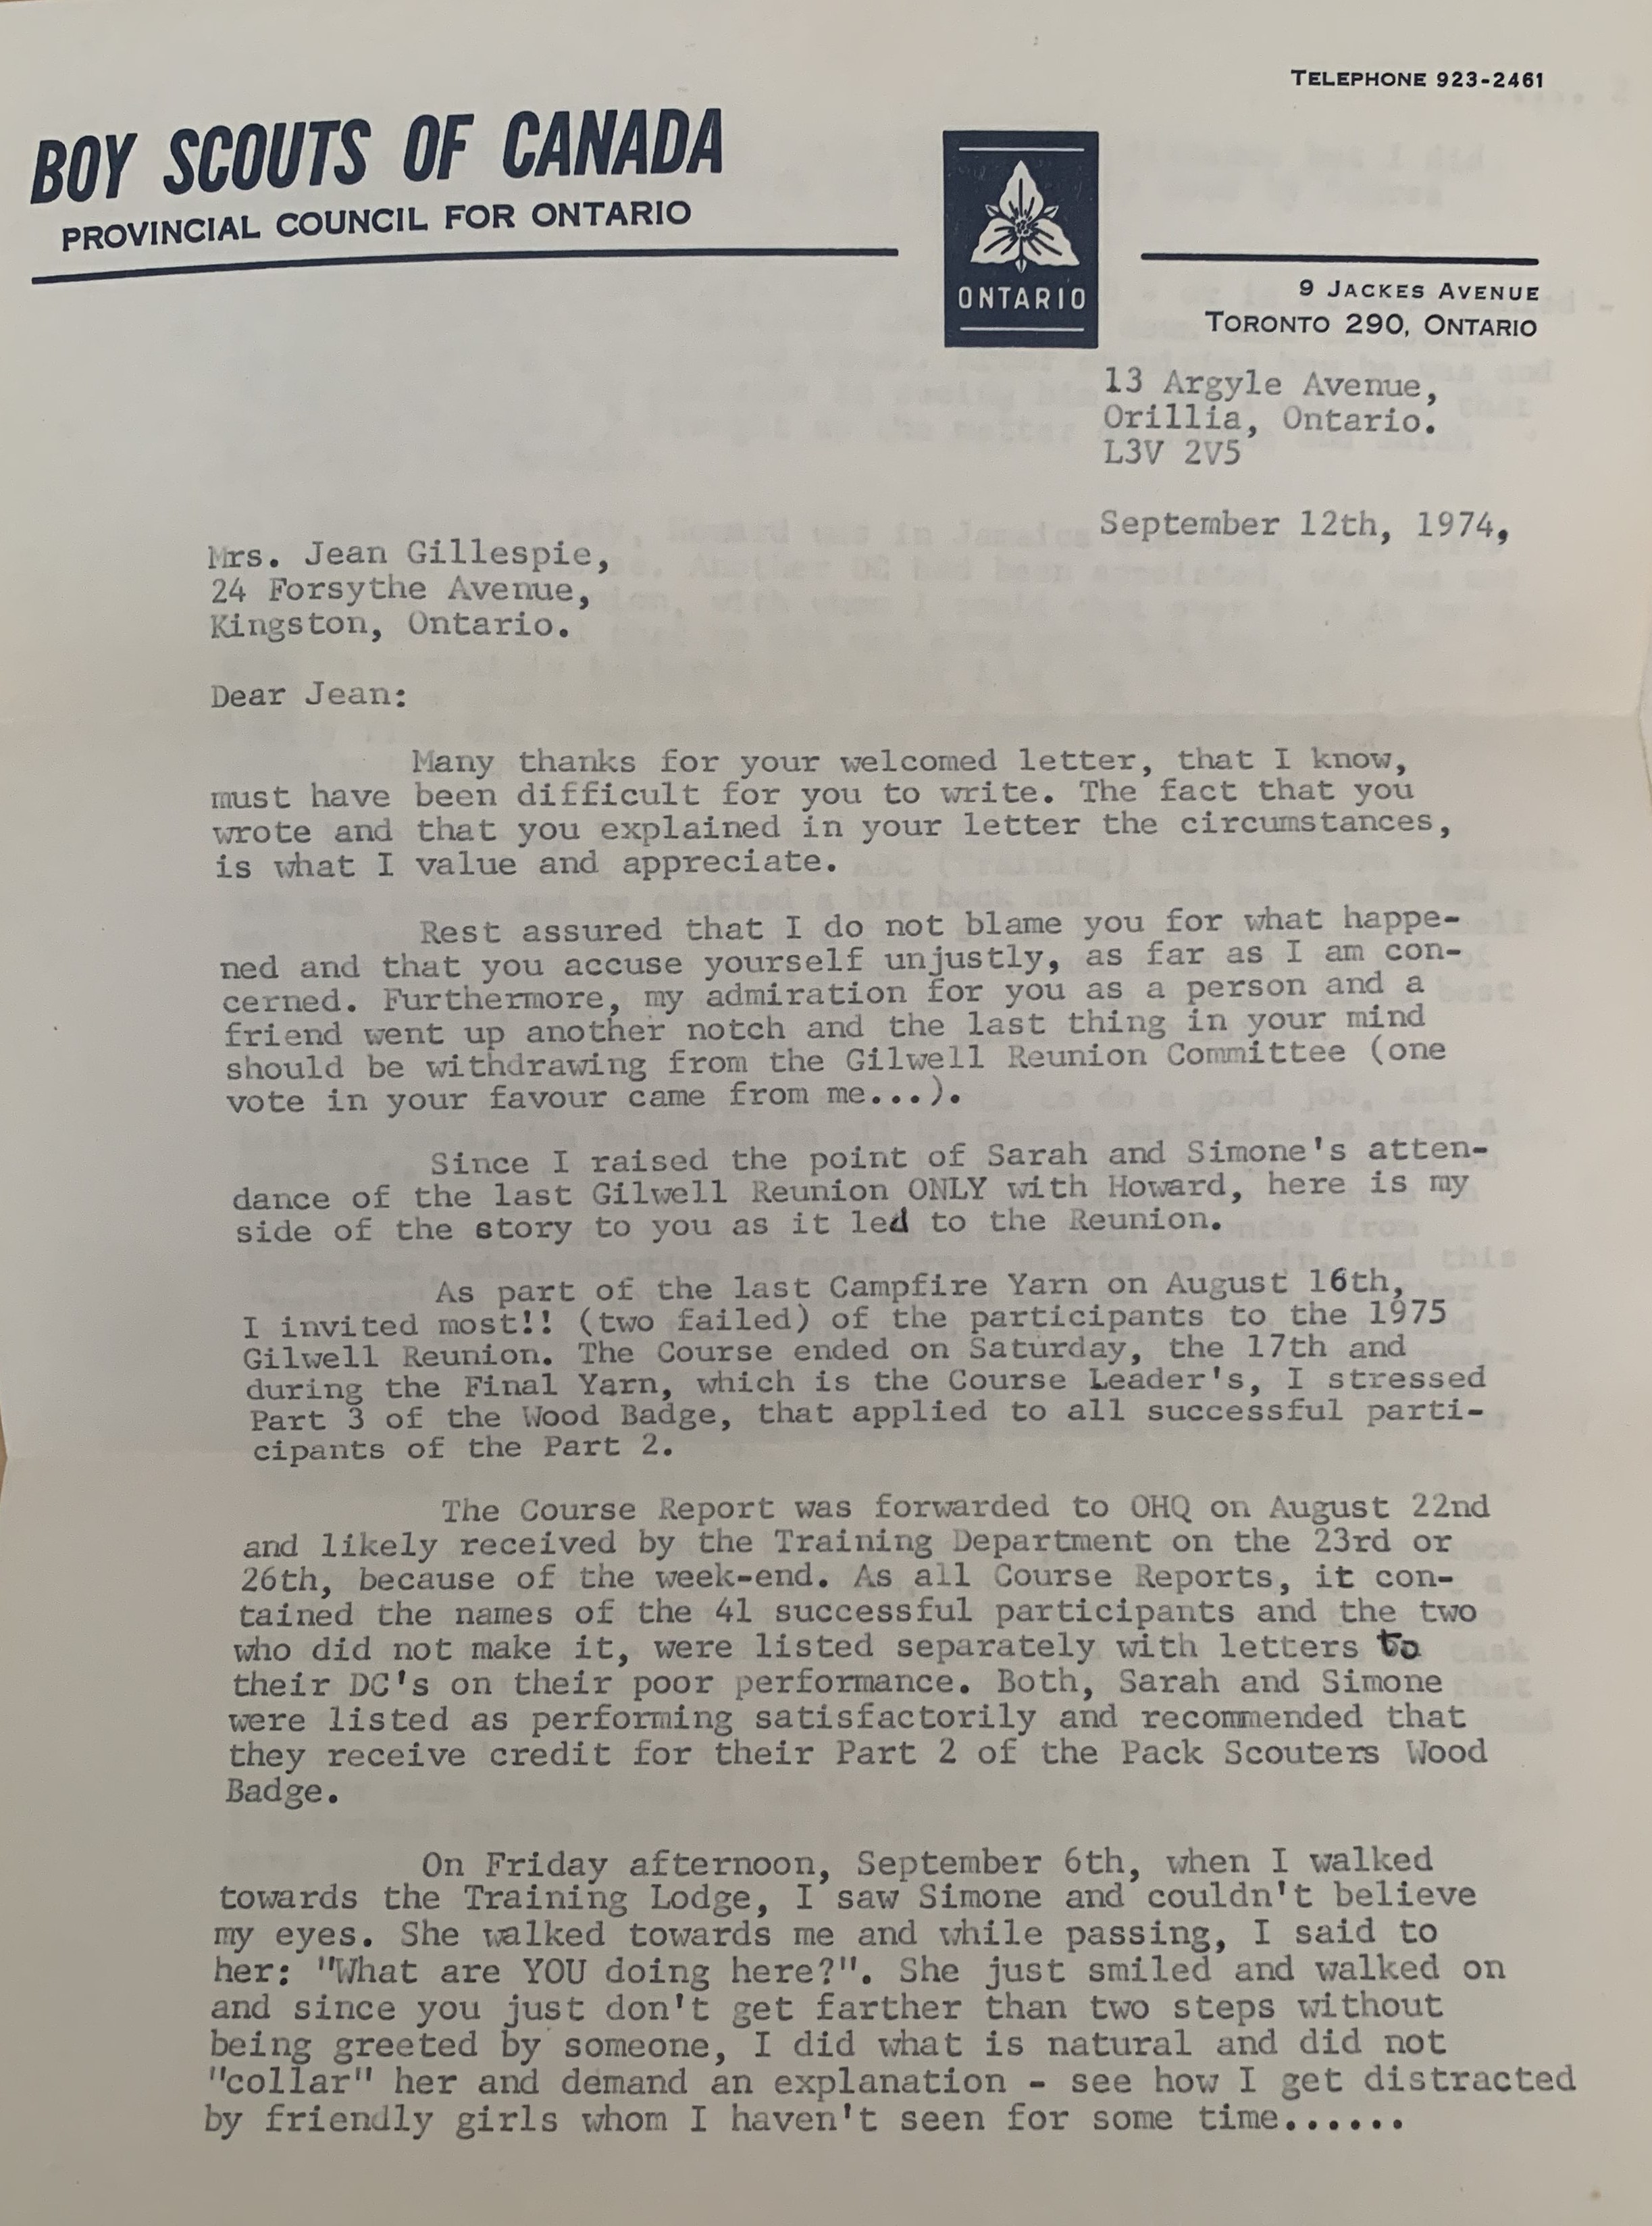 TELEPHONE 923-2461
BOY SCOUTS OF CANADA
PROVINCIAL COUNCIL FOR ONTARIO
ONTARIO
9 JACKES AVENUE
TORONTO 290, ONTARIO
13 Argyle Avenue,
Orillia, Ontario.
L3V 2V5
September 12th, 1974,
Mrs. Jean Gillespie,
24 Forsythe Avenue,
Kingston, Ontario.
Dear Jean:
Many thanks for your welcomed letter, that I know,
must have been difficult for you to write. The fact that you
wrote and that you explained in your letter the circumstances,
is what I value and appreciate.
Rest assured that I do not blame you for what happe-
ned and that you accuse yourself unjustly, as far as I am con-
cerned. Furthermore, my admiration for you as a person and a
friend went up another notch and the last thing in your mind
should be withdrawing from the Gilwell Reunion Committee (one
vote in your favour came from me...).
Since I raised the point of Sarah and Simone's atten-
dance of the last Gilwell Reunion ONLY with Howard, here is my
side of the story to you as it led to the Reunion.
As part of the last Campfire Yarn on August 16th,
I invited most!! (two failed) of the participants to the 1975
Gilwell Reunion. The Course ended on Saturday, the 17th and
during the Final Yarn, which is the Course Leader's, I stressed
Part 3 of the Wood Badge, that applied to all successful parti-
cipants of the Part 2.
The Course Report was forwarded to OHQ on August 22nd
and likely received by the Training Department on the 23rd or
26th, because of the week-end. As all Course Reports, it con-
tained the names of the 41 successful participants and the two
who did not make it, were listed separately with letters to
their DC's on their poor performance. Both, Sarah and Simone
were listed as performing satisfactorily and recommended that
they receive credit for their Part 2 of the Pack Scouters Wood
Badge.
On Friday afternoon, September 6th, when I walked
towards the Training Lodge, I saw Simone and couldn't believe
my eyes. She walked towards me and while passing, I said to
her: "What are YOU doing here?". She just smiled and walked on
and since you just don't get farther than two steps without
being greeted by someone, I did what is natural and did not
"collar" her and demand an explanation - see how I get distracted
by friendly girls whom I haven't seen for some time......